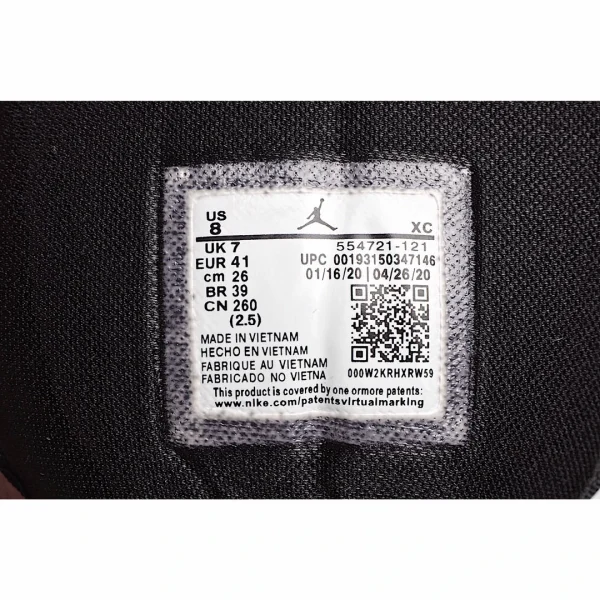 US
8 XC
UK 7 554721-121
EUR 41 UPC 00193150347146
cm 26 01/16/20 | 04/26/20
BR 39
CN 260
(2.5)
MADE IN VIETNAM
HECHO EN VIETNAM
FABRIQUE AU VIETNAM
FABRICADO NO VIETNA
000W2KRHXRW59
This product is covered by one ormore patents:
www.nike.com/patentsvirtualmarking